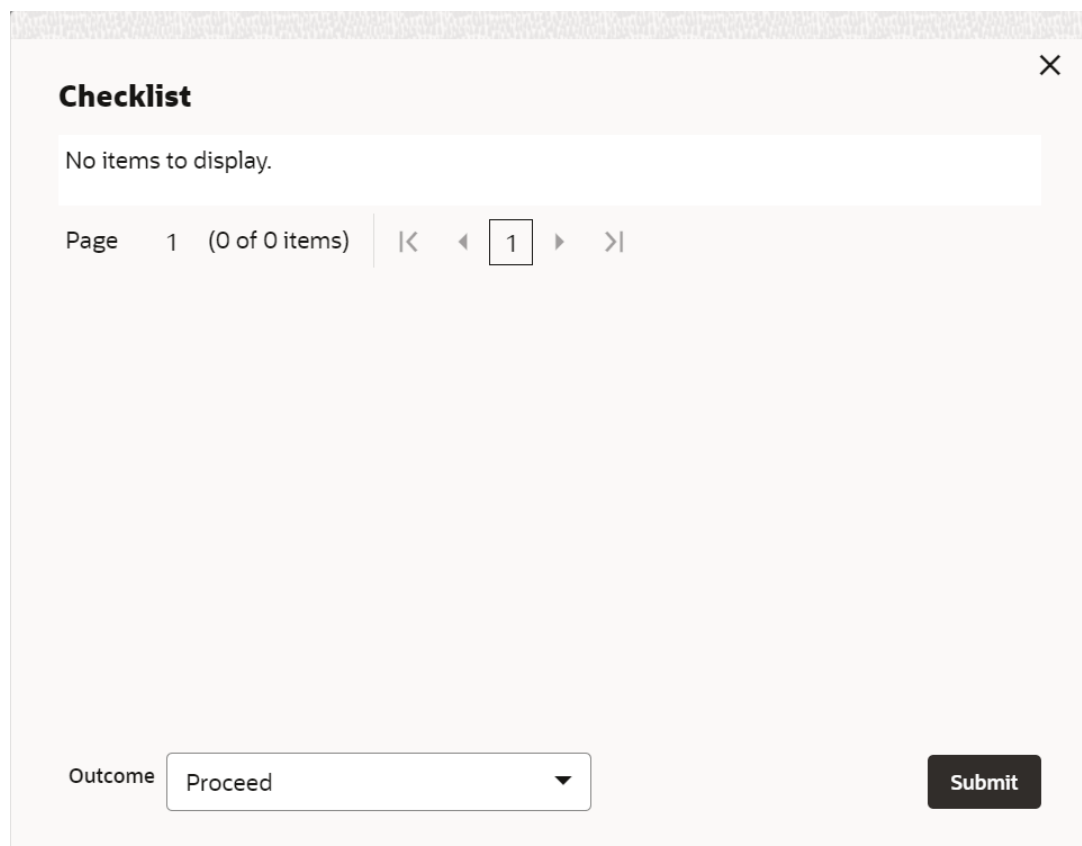 Checklist
No items to display.
Page 1 (0 of 0 items) 1
Outcome Proceed Submit